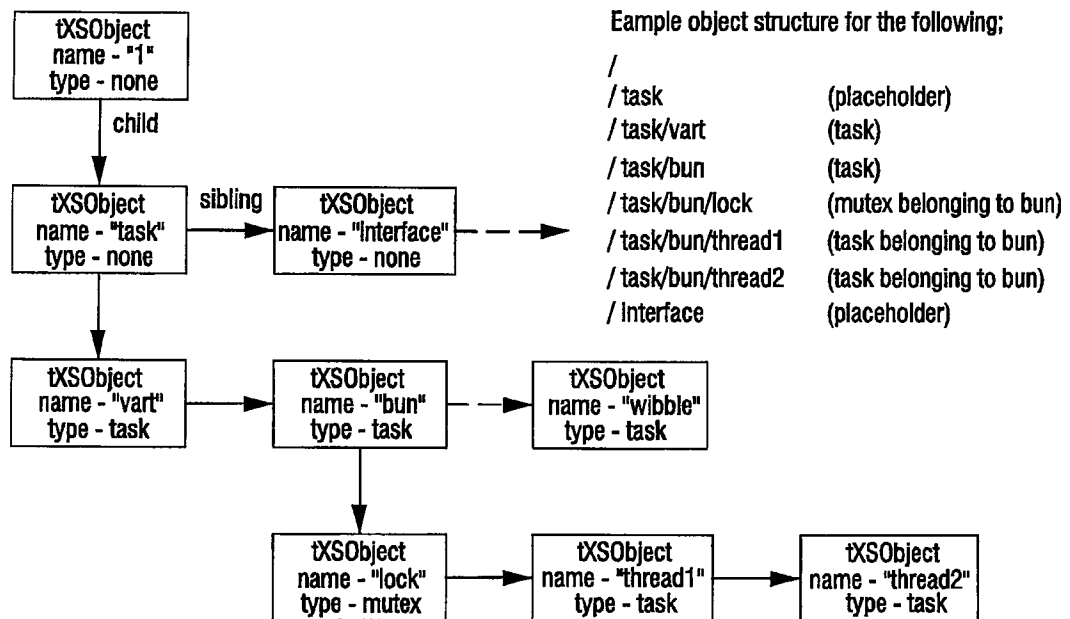 tXSObject
name - "1"
type - none
child
tXSObject
name - "task"
type - none
sibling
tXSObject
name - "Interface"
type - none
Eample object structure for the following;
/
/ task (placeholder)
/ task/vart (task)
/ task/bun (task)
/ task/bun/lock (mutex belonging to bun)
/ task/bun/thread1 (task belonging to bun)
/ task/bun/thread2 (task belonging to bun)
/ Interface (placeholder)
tXSObject
name - "vart"
type - task
tXSObject
name - "bun"
type - task
tXSObject
name - "wibble"
type - task
tXSObject
name - "lock"
type - mutex
tXSObject
name - "thread1"
type - task
tXSObject
name - "thread2"
type - task